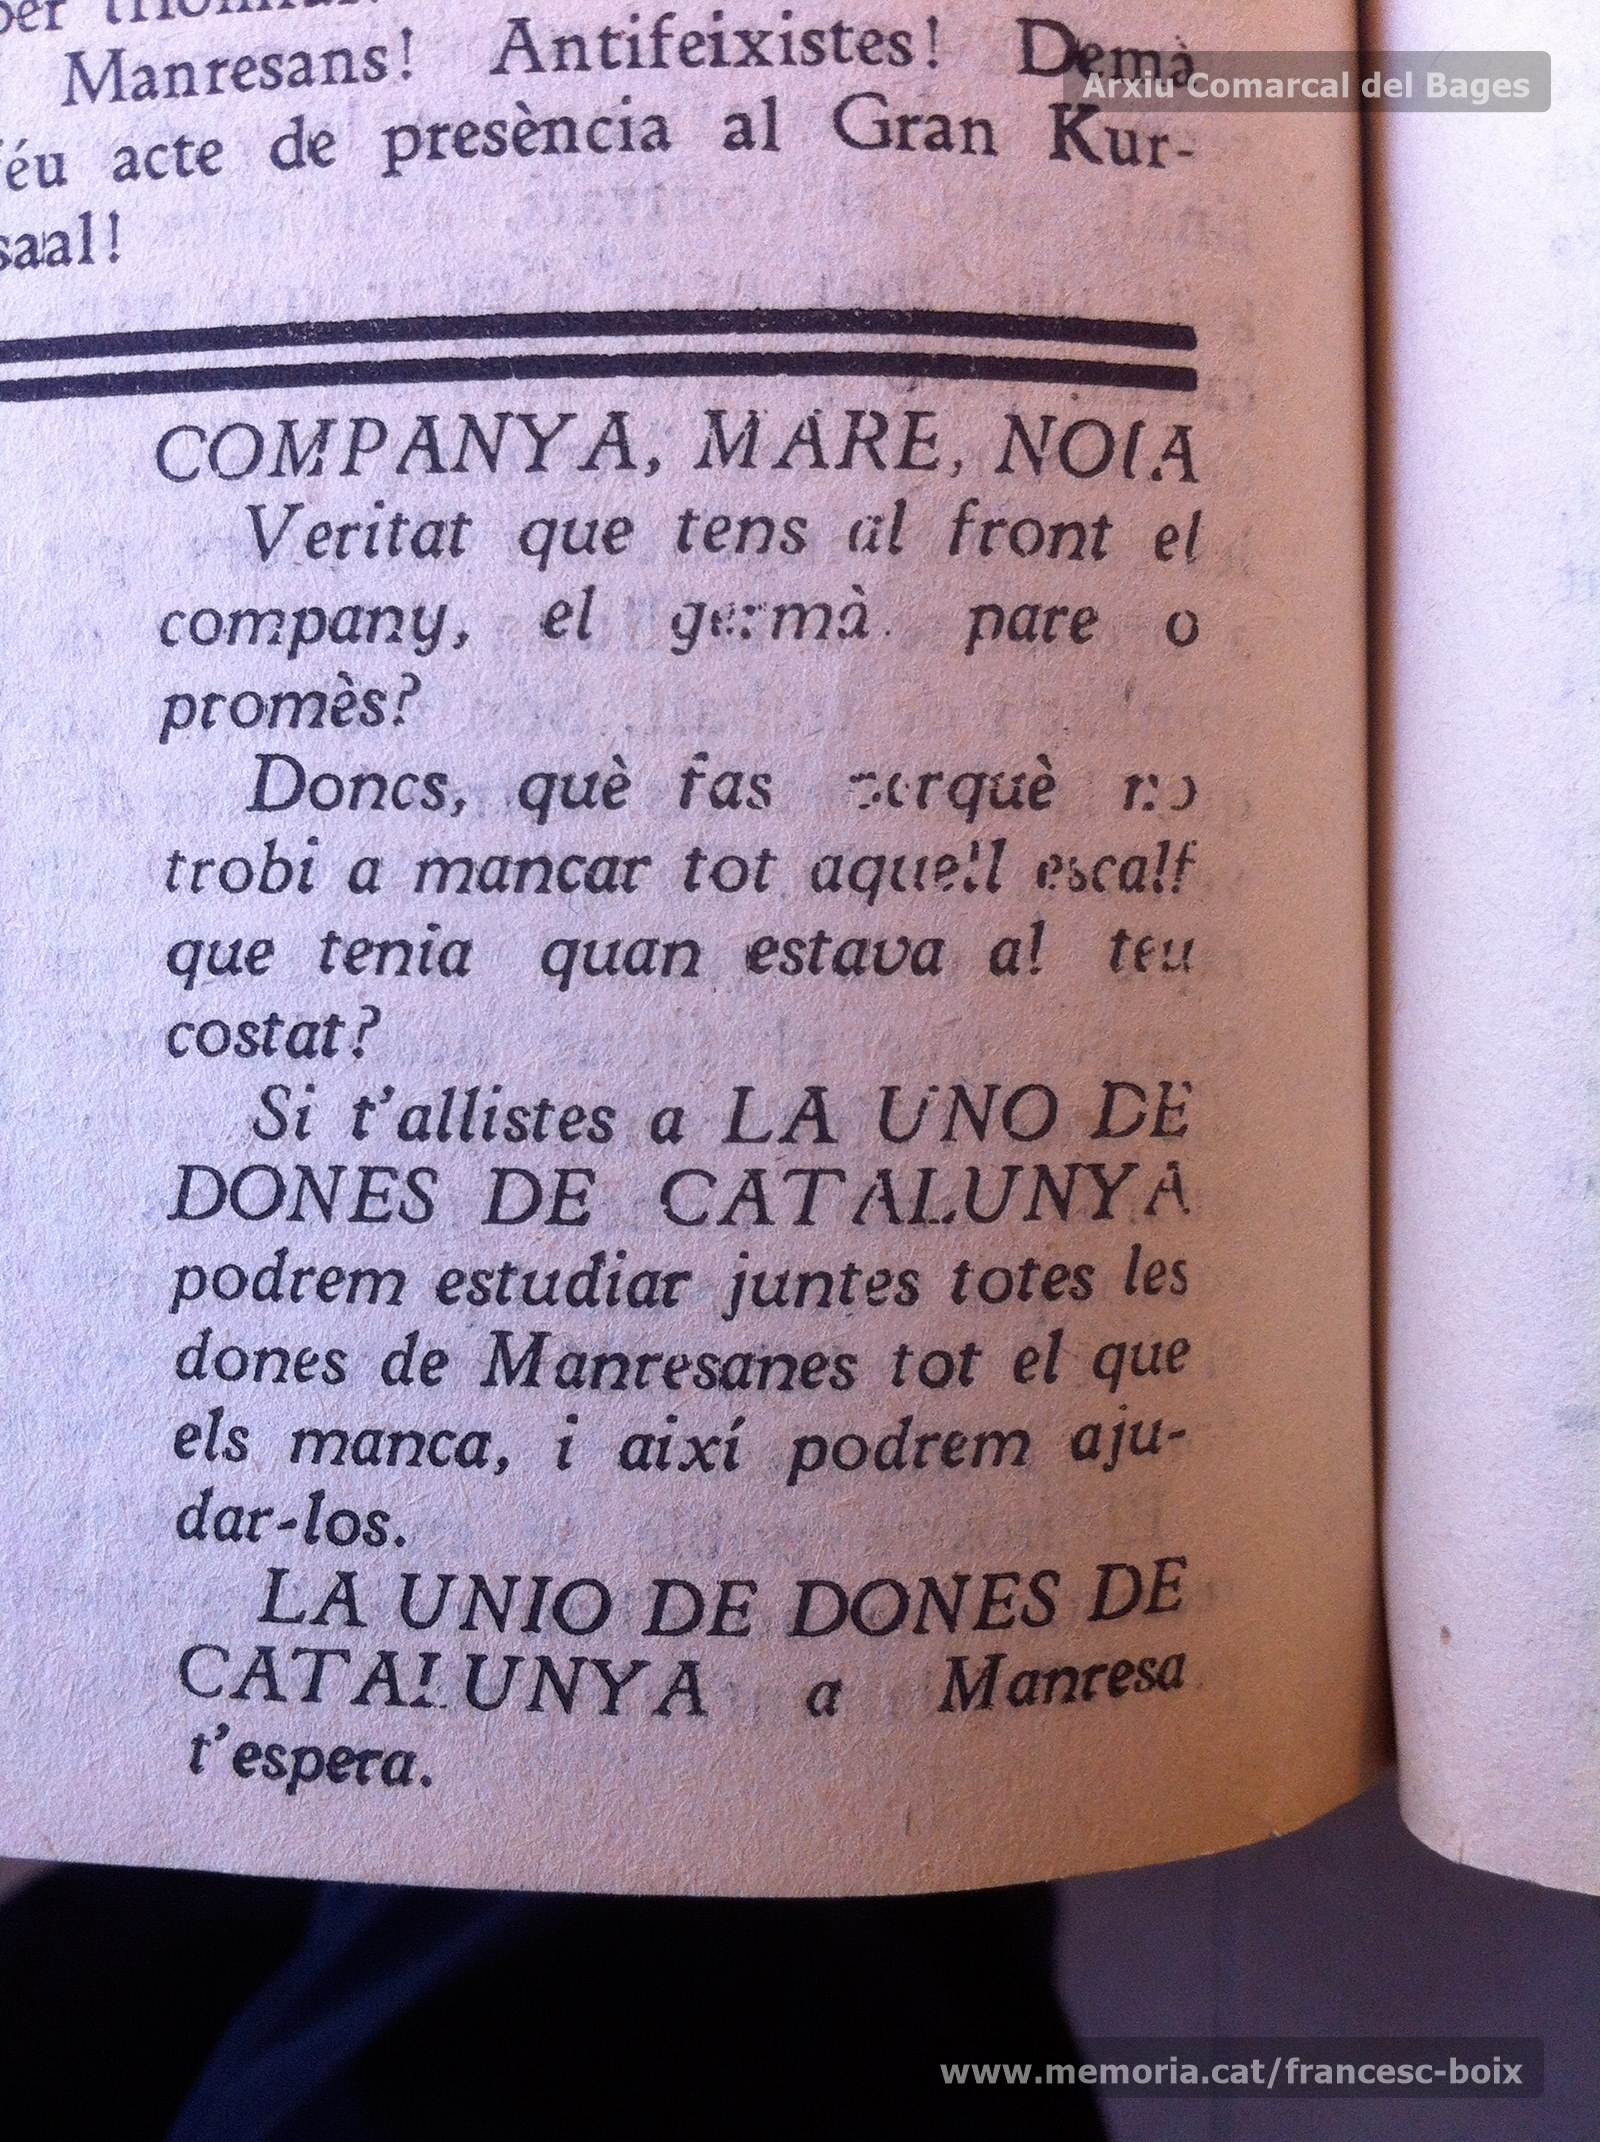 per
Manresans! Antifeixistes! Demà
féu acte de presència al Gran Kur-
saal!
COMPANYA, MARE, NOIA
Veritat que tens al front el
company, el germà. pare o
promès?
Doncs, què fas perquè no
trobi a mancar tot aquell escalf
que tenia quan estava al teu
costat?
Si t'allistes a LA UNO DE
DONES DE CATALUNYA
podrem estudiar juntes totes les
dones de Manresanes tot el que
els manca, i així podrem aju-
dar-los.
LA UNIO DE DONES DE
CATALUNYA a Manresa
t'espera.
Arxiu Comarcal del Bages
www.memoria.cat/francesc-boix